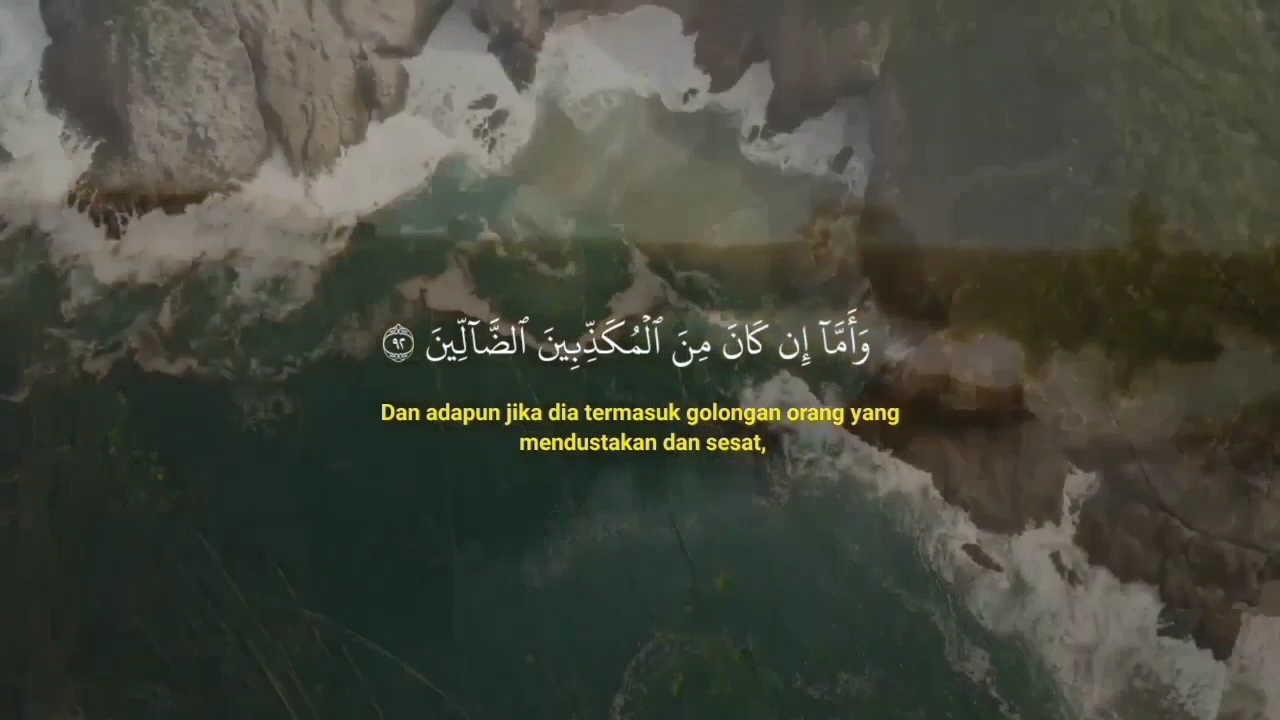 وَأَمَّآ إِن كَانَ مِنَ ٱلْمُكَذِّبِينَ ٱلضَّآلِّينَ ٩٢
Dan adapun jika dia termasuk golongan orang yang
mendustakan dan sesat,